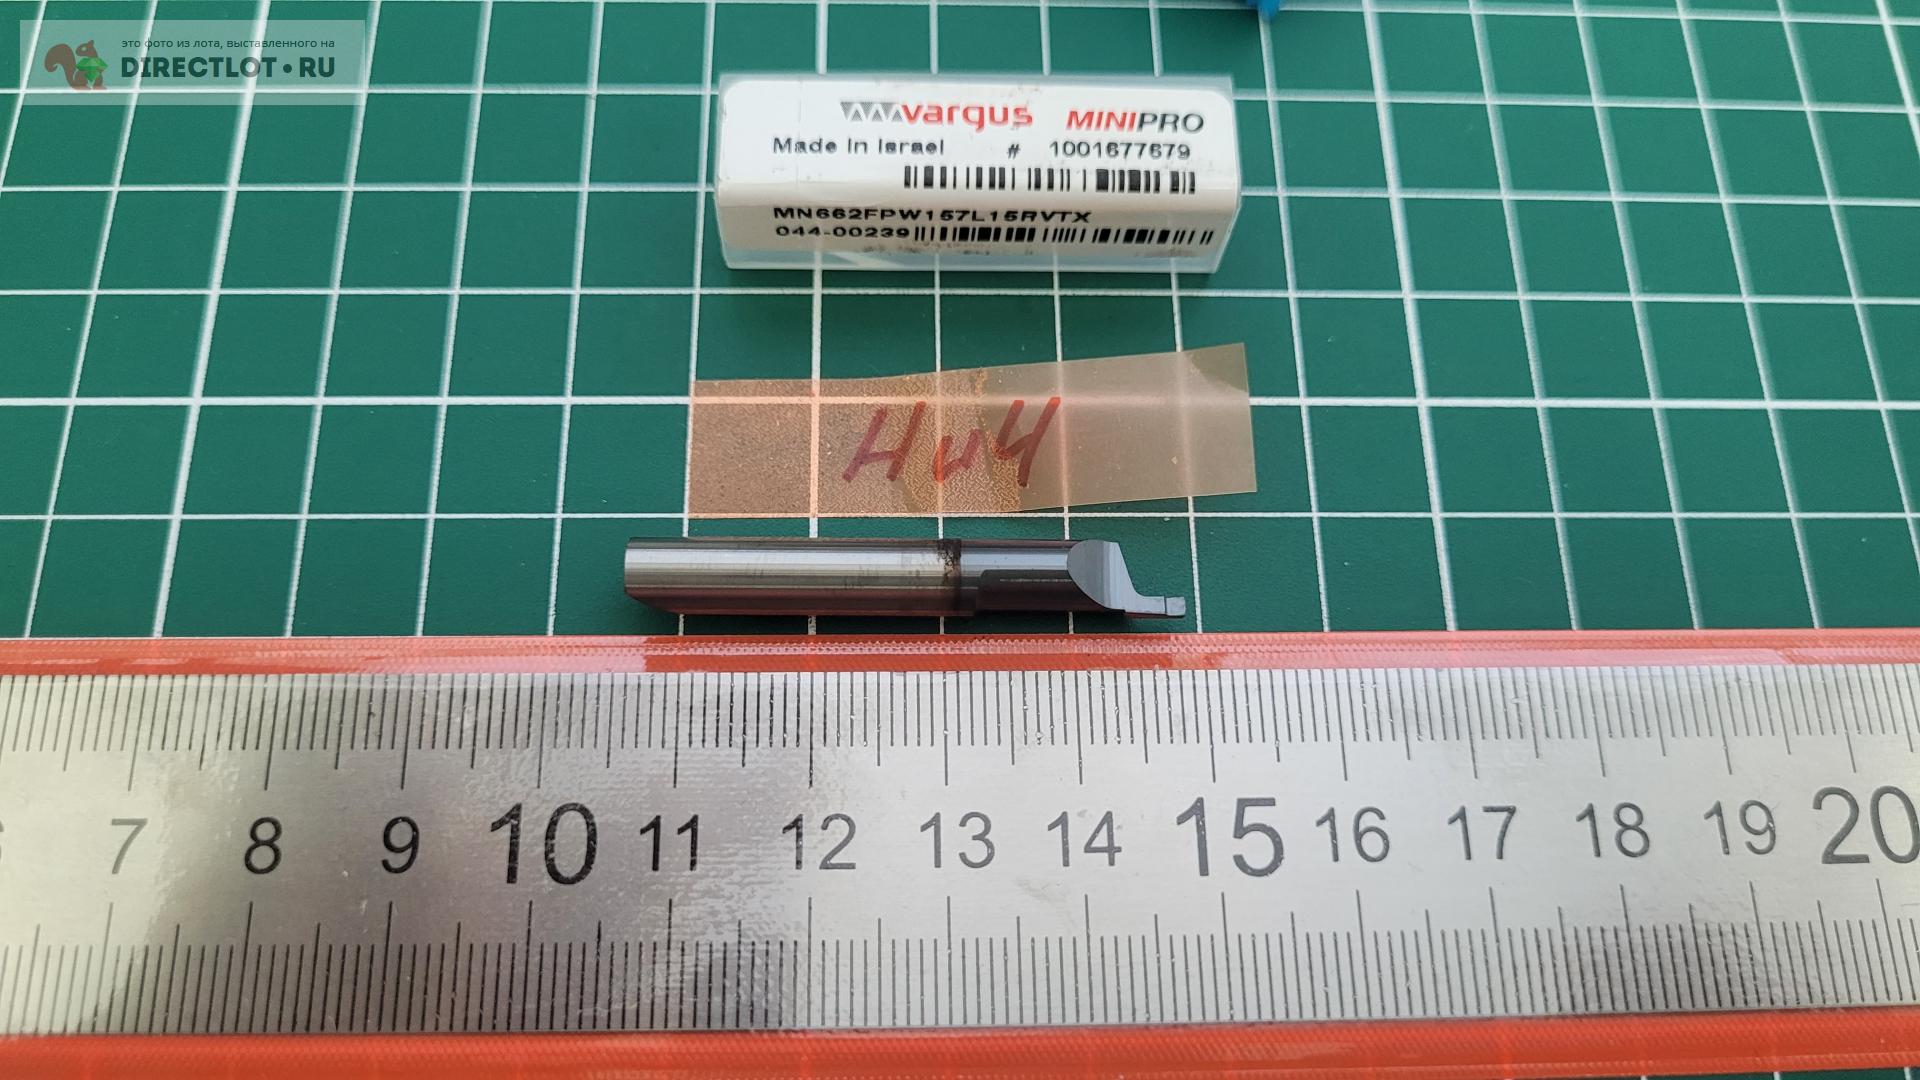 это фото из лота, выставленного на
DIRECTLOT•RU
vargus MINIPRO
Made In Israel # 1001677679
MN662FPW157L15RVTX
044-00239
НиЧ
7 8 9 10 11 12 13 14 15 16 17 18 19 20